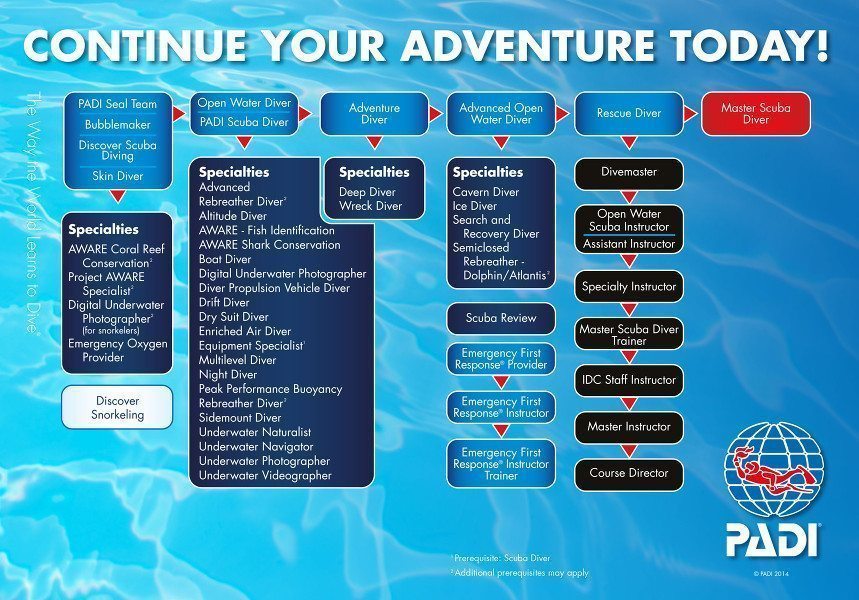 CONTINUE YOUR ADVENTURE TODAY!
The Way the World Learns to Dive®
PADI Seal Team
Bubblemaker
Discover Scuba
Diving
Skin Diver
Open Water Diver
PADI Scuba Diver
Adventure
Diver
Advanced Open
Water Diver
Rescue Diver
Master Scuba
Diver
Specialties
AWARE Coral Reef
Conservation²
Project AWARE
Specialist²
Digital Underwater
Photographer²
(for snorkelers)
Emergency Oxygen
Provider
Discover
Snorkeling
Specialties
Advanced
Rebreather Diver²
Altitude Diver
AWARE - Fish Identification
AWARE Shark Conservation
Boat Diver
Digital Underwater Photographer
Diver Propulsion Vehicle Diver
Drift Diver
Dry Suit Diver
Enriched Air Diver
Equipment Specialist¹
Multilevel Diver
Night Diver
Peak Performance Buoyancy
Rebreather Diver²
Sidemount Diver
Underwater Naturalist
Underwater Navigator
Underwater Photographer
Underwater Videographer
Specialties
Deep Diver
Wreck Diver
Specialties
Cavern Diver
Ice Diver
Search and
Recovery Diver
Semiclosed
Rebreather -
Dolphin/Atlantis²
Scuba Review
Emergency First
Response® Provider
Emergency First
Response® Instructor
Emergency First
Response® Instructor
Trainer
Divemaster
Open Water
Scuba Instructor
Assistant Instructor
Specialty Instructor
Master Scuba Diver
Trainer
IDC Staff Instructor
Master Instructor
Course Director
PADI®
© PADI 2014
¹ Prerequisite: Scuba Diver
² Additional prerequisites may apply